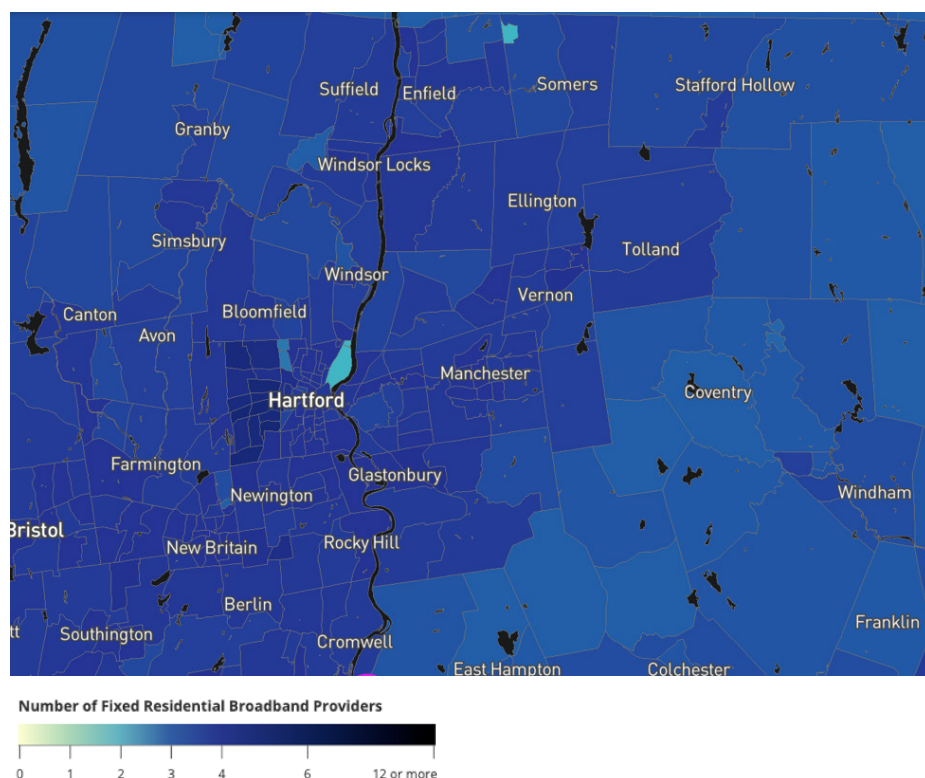 Suffield
Enfield
Somers
Stafford Hollow
Granby
Windsor Locks
Ellington
Simsbury
Tolland
Windsor
Vernon
Canton
Bloomfield
Avon
Manchester
Hartford
Coventry
Farmington
Glastonbury
Newington
Windham
Bristol
New Britain
Rocky Hill
Berlin
Franklin
tt
Southington
Cromwell
East Hampton
Colchester
Number of Fixed Residential Broadband Providers
0 1 2 3 4 6 12 or more